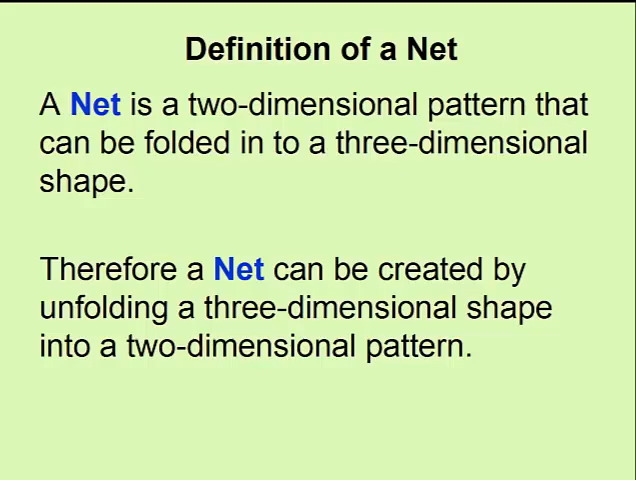 Definition of a Net
A Net is a two-dimensional pattern that
can be folded in to a three-dimensional
shape.
Therefore a Net can be created by
unfolding a three-dimensional shape
into a two-dimensional pattern.